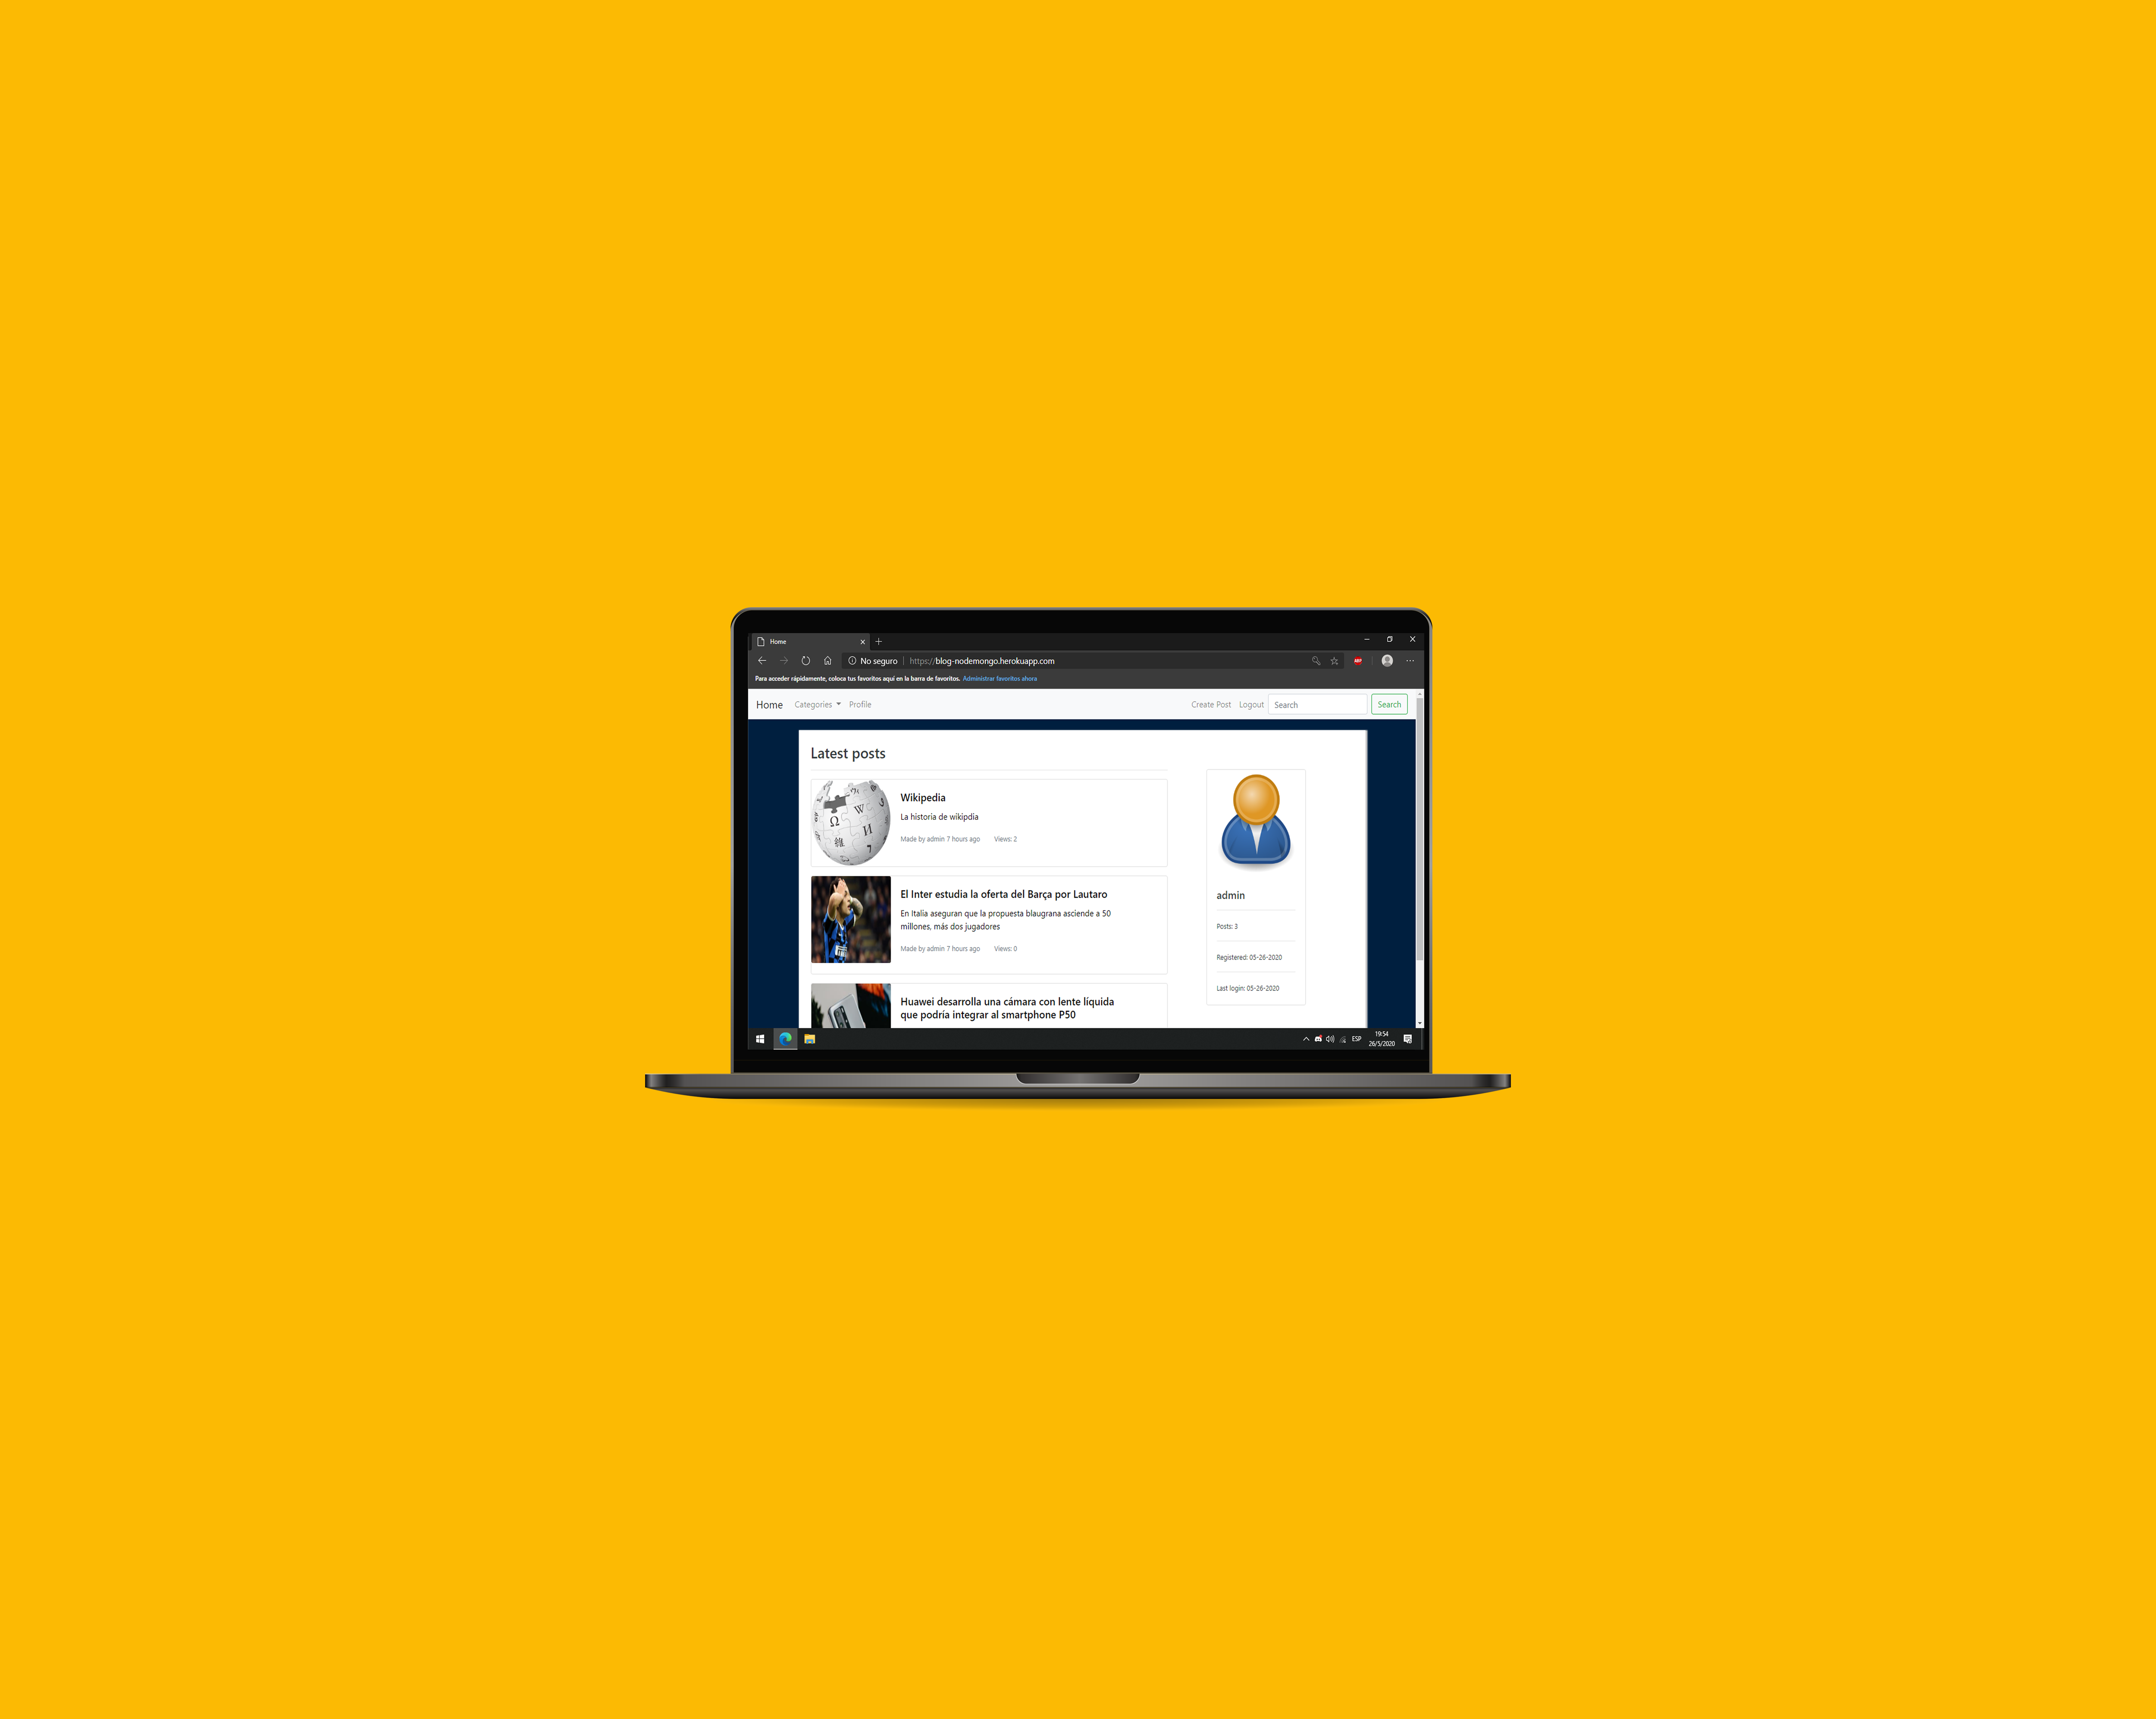 Home
No seguro https://blog-nodemongo.herokuapp.com
ABP
Para acceder rápidamente, coloca tus favoritos aquí en la barra de favoritos. Administrar favoritos ahora
Home Categories Profile Create Post Logout Search Search
Latest posts
Wikipedia
La historia de wikipdia
Made by admin 7 hours ago Views: 2
El Inter estudia la oferta del Barça por Lautaro
En Italia aseguran que la propuesta blaugrana asciende a 50
millones, más dos jugadores
Made by admin 7 hours ago Views: 0
Huawei desarrolla una cámara con lente líquida
que podría integrar al smartphone P50
admin
Posts: 3
Registered: 05-26-2020
Last login: 05-26-2020
Ω W И 維
ESP
19:54
26/5/2020